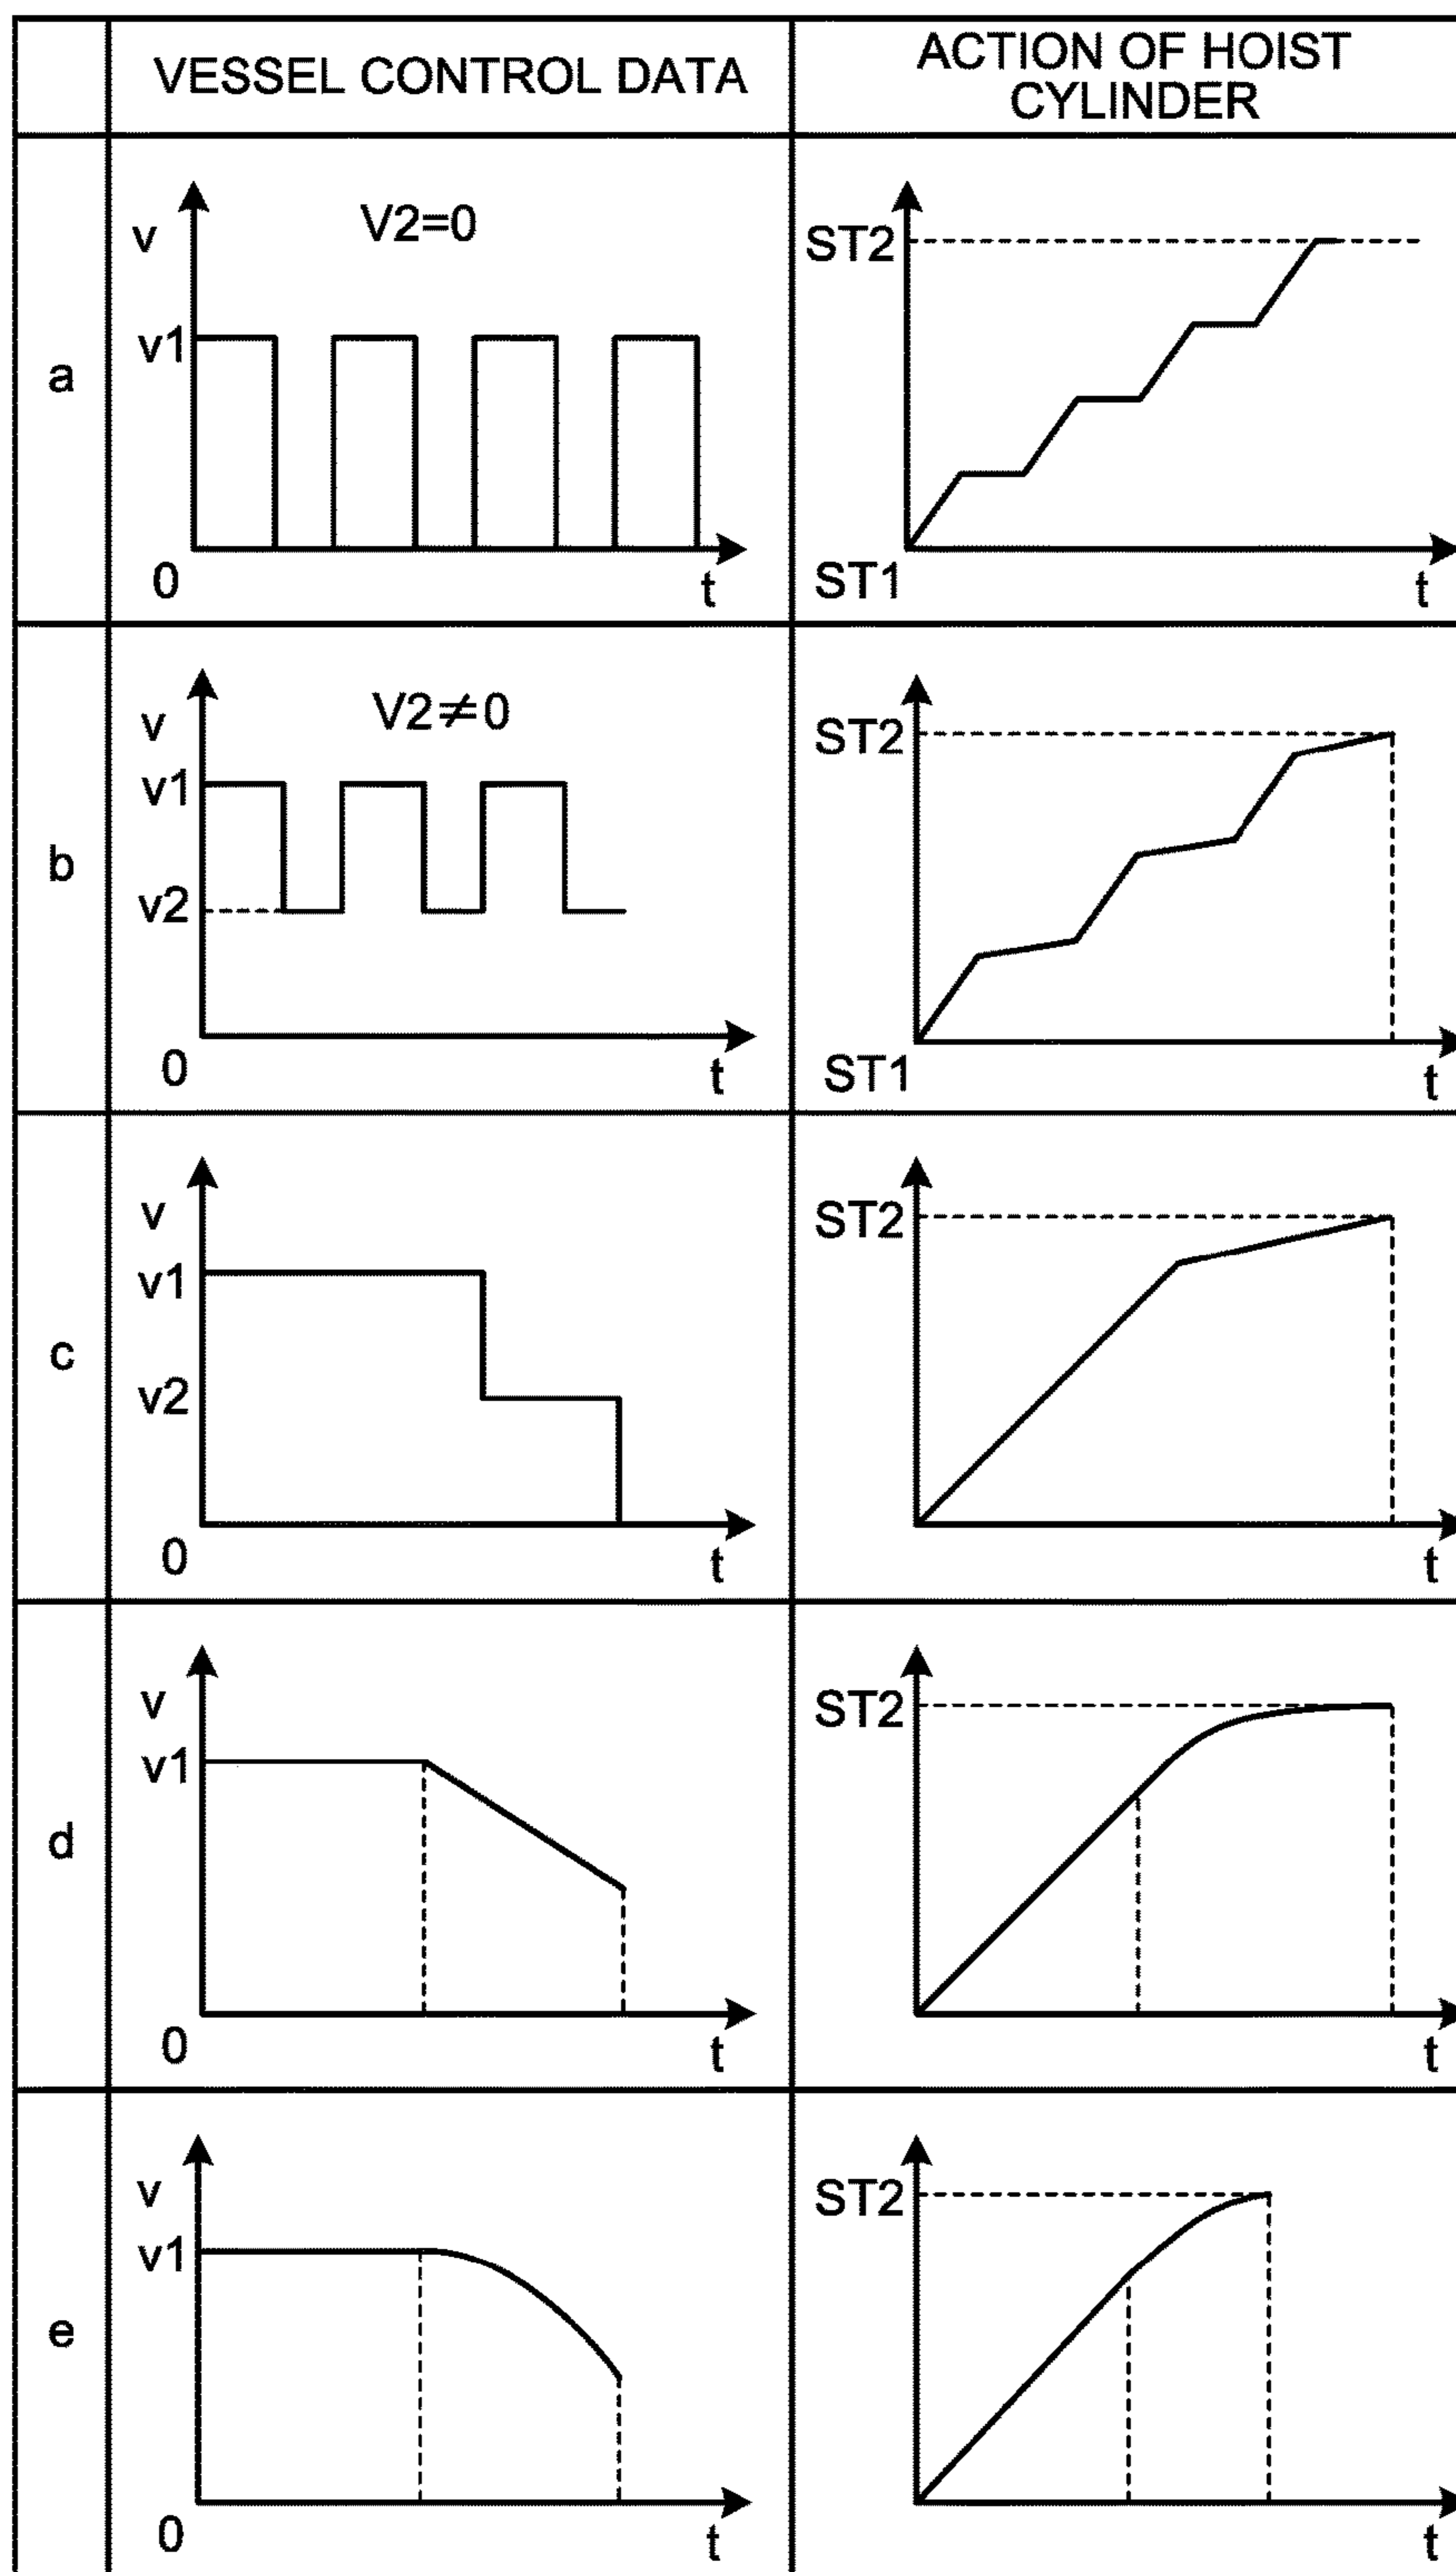 VESSEL CONTROL DATA
ACTION OF HOIST
CYLINDER
a
v
V2=0
v1
0
t
ST2
ST1
t
b
v
V2≠0
v1
v2
0
t
ST2
ST1
t
c
v
v1
v2
0
t
ST2
t
d
v
v1
0
t
ST2
t
e
v
v1
0
t
ST2
t